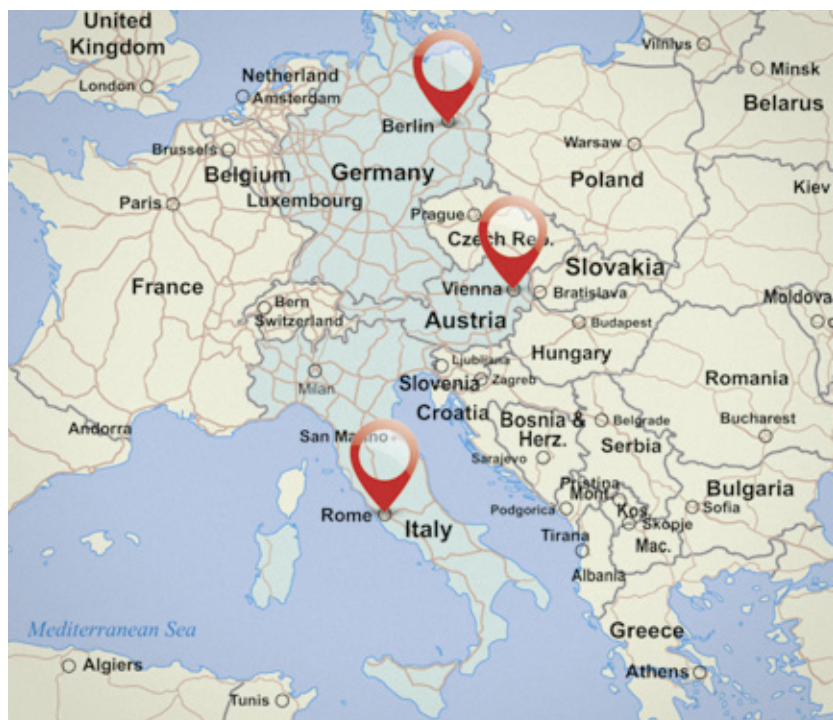 United
Kingdom
London
Netherland
Amsterdam
Berlin
Vilnius
Minsk
Belarus
Brussels
Belgium
Germany
Warsaw
Poland
Luxembourg
Kiev
Paris
Prague
Czech Rep.
France
Slovakia
Vienna
Bratislava
Bern
Switzerland
Austria
Budapest
Moldova
Hungary
Ljubljana
Milan
Slovenia
Zagreb
Romania
Croatia
Bosnia &
Herz.
Belgrade
Bucharest
Andorra
San Marino
Serbia
Sarajevo
Pristina
Mont.
Kos.
Bulgaria
Sofia
Podgorica
Rome
Italy
Skopje
Tirana
Mac.
Albania
Mediterranean Sea
Greece
Algiers
Athens
Tunis